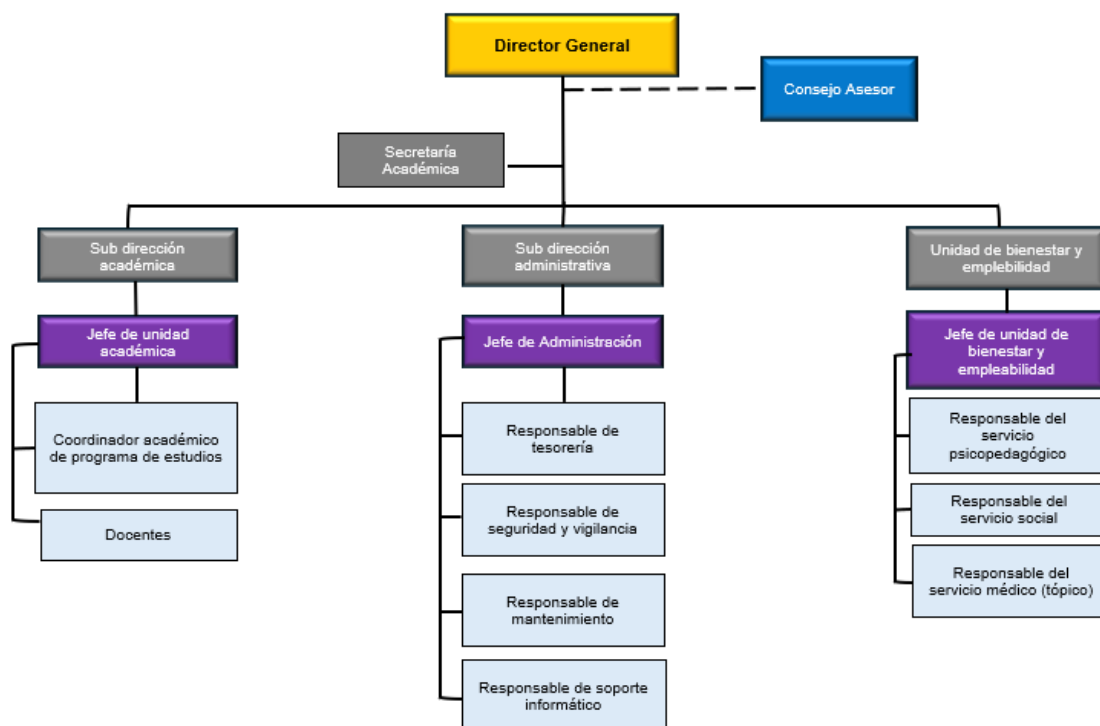 Director General
Consejo Asesor
Secretaría
Académica
Sub dirección
académica
Sub dirección
administrativa
Unidad de bienestar y
emplebilidad
Jefe de unidad
académica
Jefe de Administración
Jefe de unidad de
bienestar y
empleabilidad
Coordinador académico
de programa de estudios
Docentes
Responsable de
tesorería
Responsable de
seguridad y vigilancia
Responsable de
mantenimiento
Responsable de soporte
informático
Responsable del
servicio
psicopedagógico
Responsable del
servicio social
Responsable del
servicio médico (tópico)